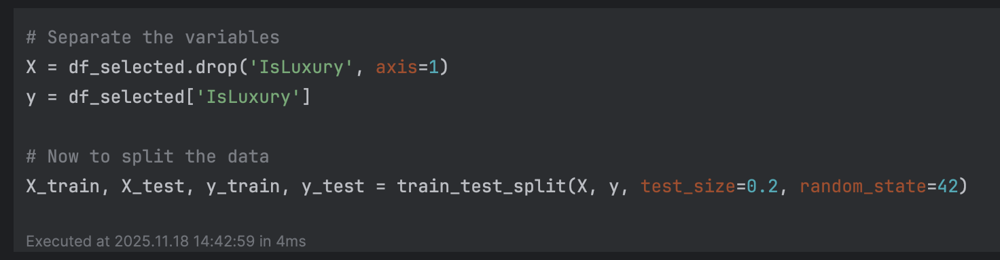 # Separate the variables
X = df_selected.drop('IsLuxury', axis=1)
y = df_selected['IsLuxury']
# Now to split the data
X_train, X_test, y_train, y_test = train_test_split(X, y, test_size=0.2, random_state=42)
Executed at 2025.11.18 14:42:59 in 4ms